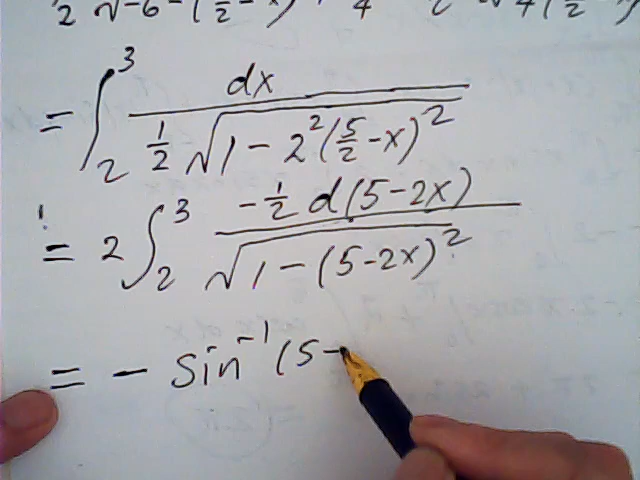 = ∫₂³ dx / (½ √(1 − 2²(5/2 − x)²))
= 2 ∫₂³ −½ d(5 − 2x) / √(1 − (5 − 2x)²)
= − sin⁻¹ (5 −